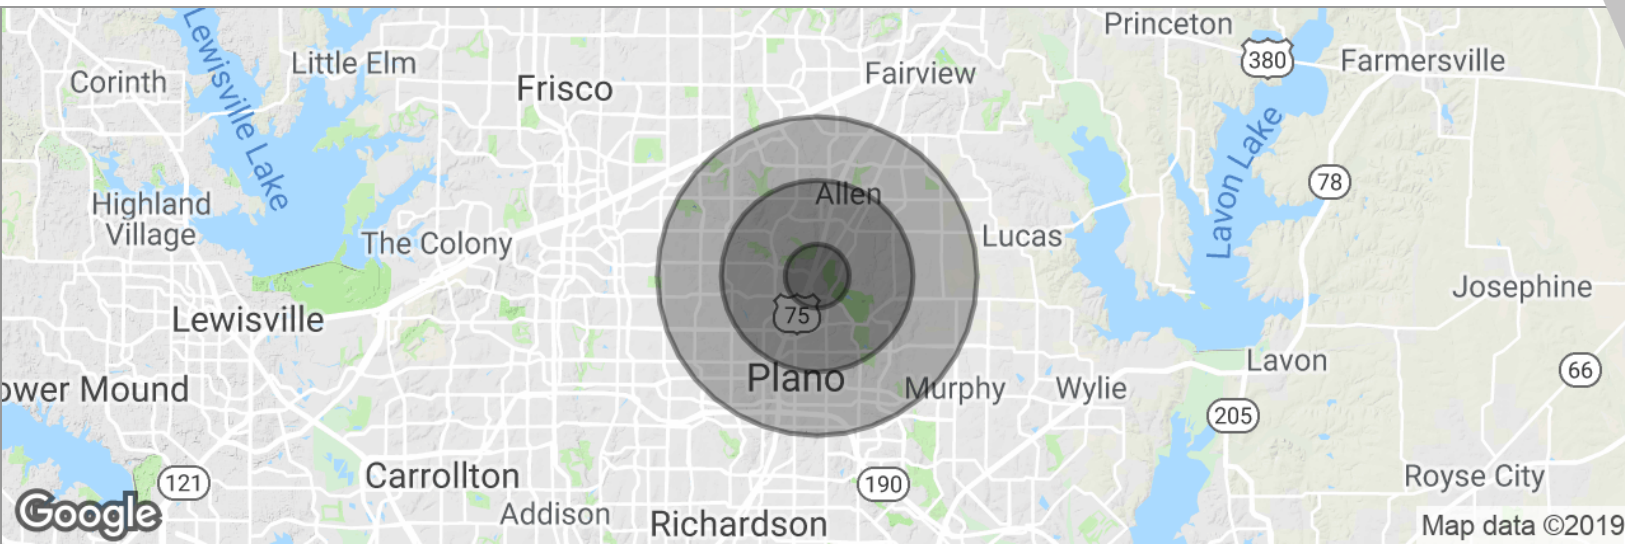 Princeton
380
Farmersville
Little Elm
Fairview
Corinth
Frisco
Lewisville Lake
Lavon Lake
78
Allen
Highland
Village
The Colony
Lucas
Josephine
75
Lewisville
Lavon
66
Plano
ower Mound
Murphy
Wylie
205
Carrollton
121
190
Royse City
Addison
Google
Richardson
Map data ©2019